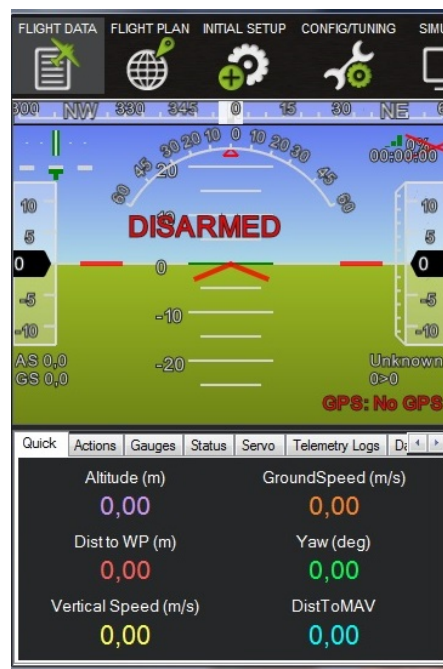 FLIGHT DATA FLIGHT PLAN INITIAL SETUP CONFIG/TUNING SIMU
300 NW 330 345 0 15 30 NE 6
60 45 30 20 10 0 10 20 30 45 60
0%
00:00:00
20
10 10
5 5
DISARMED
0 0 0
-5 -5
-10 -10 -10
AS 0,0 -20 Unknown
GS 0,0 0>0
GPS: No GPS
Quick Actions Gauges Status Servo Telemetry Logs Da
Altitude (m) GroundSpeed (m/s)
0,00 0,00
Dist to WP (m) Yaw (deg)
0,00 0,00
Vertical Speed (m/s) DistToMAV
0,00 0,00